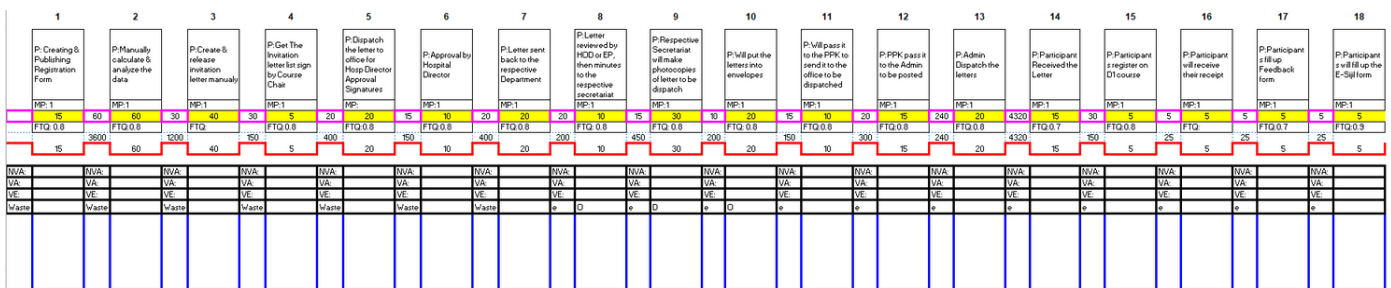 1 2 3 4 5 6 7 8 9 10 11 12 13 14 15 16 17 18
P: Creating &
Publishing
Registration
Form
P:Manually
calculate &
analyze the
data
P:Create &
release
invitation
letter manualy
P:Get The
Invitation
letter list sign
by Course
Chair
P:Dispatch
the letter to
office for
Hosp Director
Approval
Signatures
P:Approval by
Hospital
Director
P:Letter sent
back to the
respective
Department
P:Letter
reviewed by
HOD or EP,
then minutes
to the
respective
secretariat
P:Respective
Secretariat
will make
photocopies
of letter to be
dispatch
P:Will put the
letters into
envelopes
P:Will pass it
to the PPK to
send it to the
office to be
dispatched
P:PPK pass it
to the Admin
to be posted
P:Admin
Dispatch the
letters
P:Participant
Received the
Letter
P:Participant
s register on
D1 course
P:Participant
will receive
their receipt
P:Participant
s fill up
Feedback
form
P:Participant
s will fill up the
E-Sijil form
MP: 1 MP:1 MP:1 MP:1 MP: MP:1 MP:1 MP:1 MP:1 MP:1 MP:1 MP:1 MP:1 MP:1 MP:1 MP:1 MP:1 MP:1
15 60 60 30 40 30 5 20 20 15 10 20 20 20 10 15 30 10 20 15 10 20 15 240 20 4320 15 30 5 5 5 5 5 5 5
FTQ:0.8 FTQ:0.8 FTQ: FTQ:0.8 FTQ:0.8 FTQ:0.8 FTQ:0.8 FTQ:0.8 FTQ:0.8 FTQ:0.8 FTQ:0.8 FTQ:0.8 FTQ:0.8 FTQ:0.7 FTQ:0.8 FTQ: FTQ:0.7 FTQ:0.9
3600 1200 150 400 150 400 200 450 200 150 300 240 4320 150 25 25 25
15 60 40 5 20 10 20 10 30 20 10 15 20 15 5 5 5 5
NVA: NVA: NVA: NVA: NVA: NVA: NVA: NVA: NVA: NVA: NVA: NVA: NVA: NVA: NVA: NVA: NVA: NVA:
VA: VA: VA: VA: VA: VA: VA: VA: VA: VA: VA: VA: VA: VA: VA: VA: VA: VA:
VE: VE: VE: VE: VE: VE: VE: VE: VE: VE: VE: VE: VE: VE: VE: VE: VE: VE:
Waste Waste Waste Waste Waste Waste Waste e O e D e O e e e e e e e e